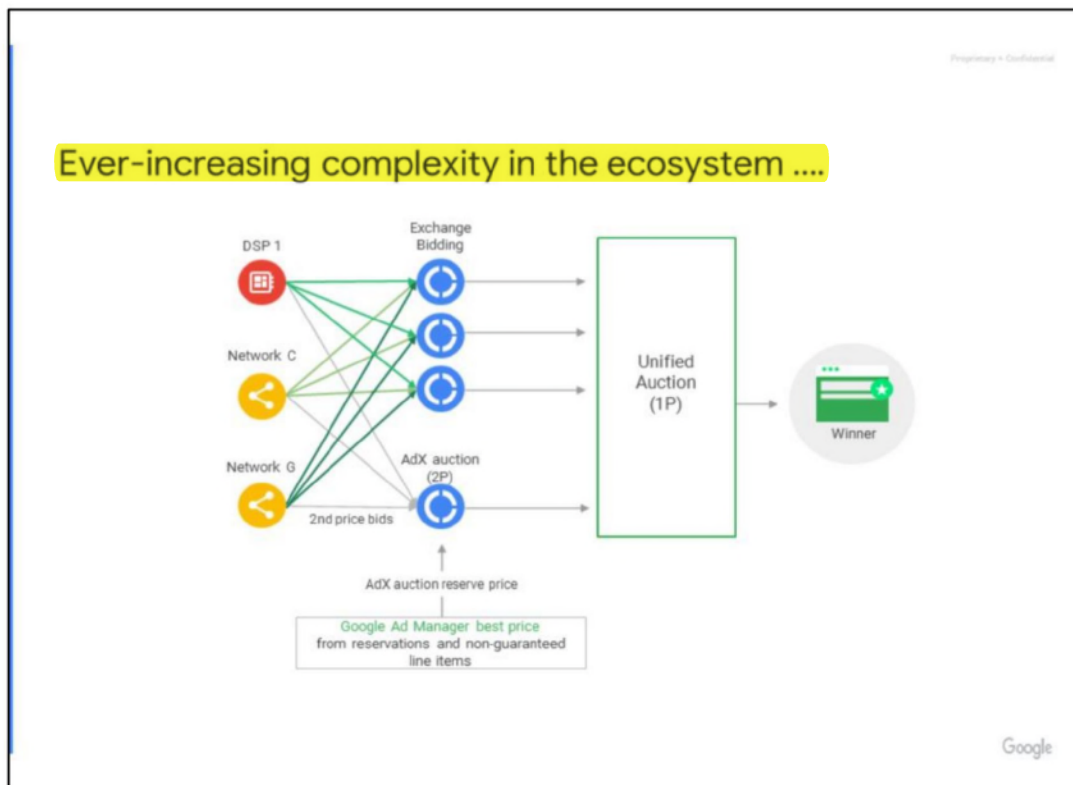 Proprietary + Confidential
Ever-increasing complexity in the ecosystem ....
Exchange
Bidding
DSP 1
Network C
Network G
AdX auction
(2P)
2nd price bids
Unified
Auction
(1P)
Winner
AdX auction reserve price
Google Ad Manager best price
from reservations and non-guaranteed
line items
Google